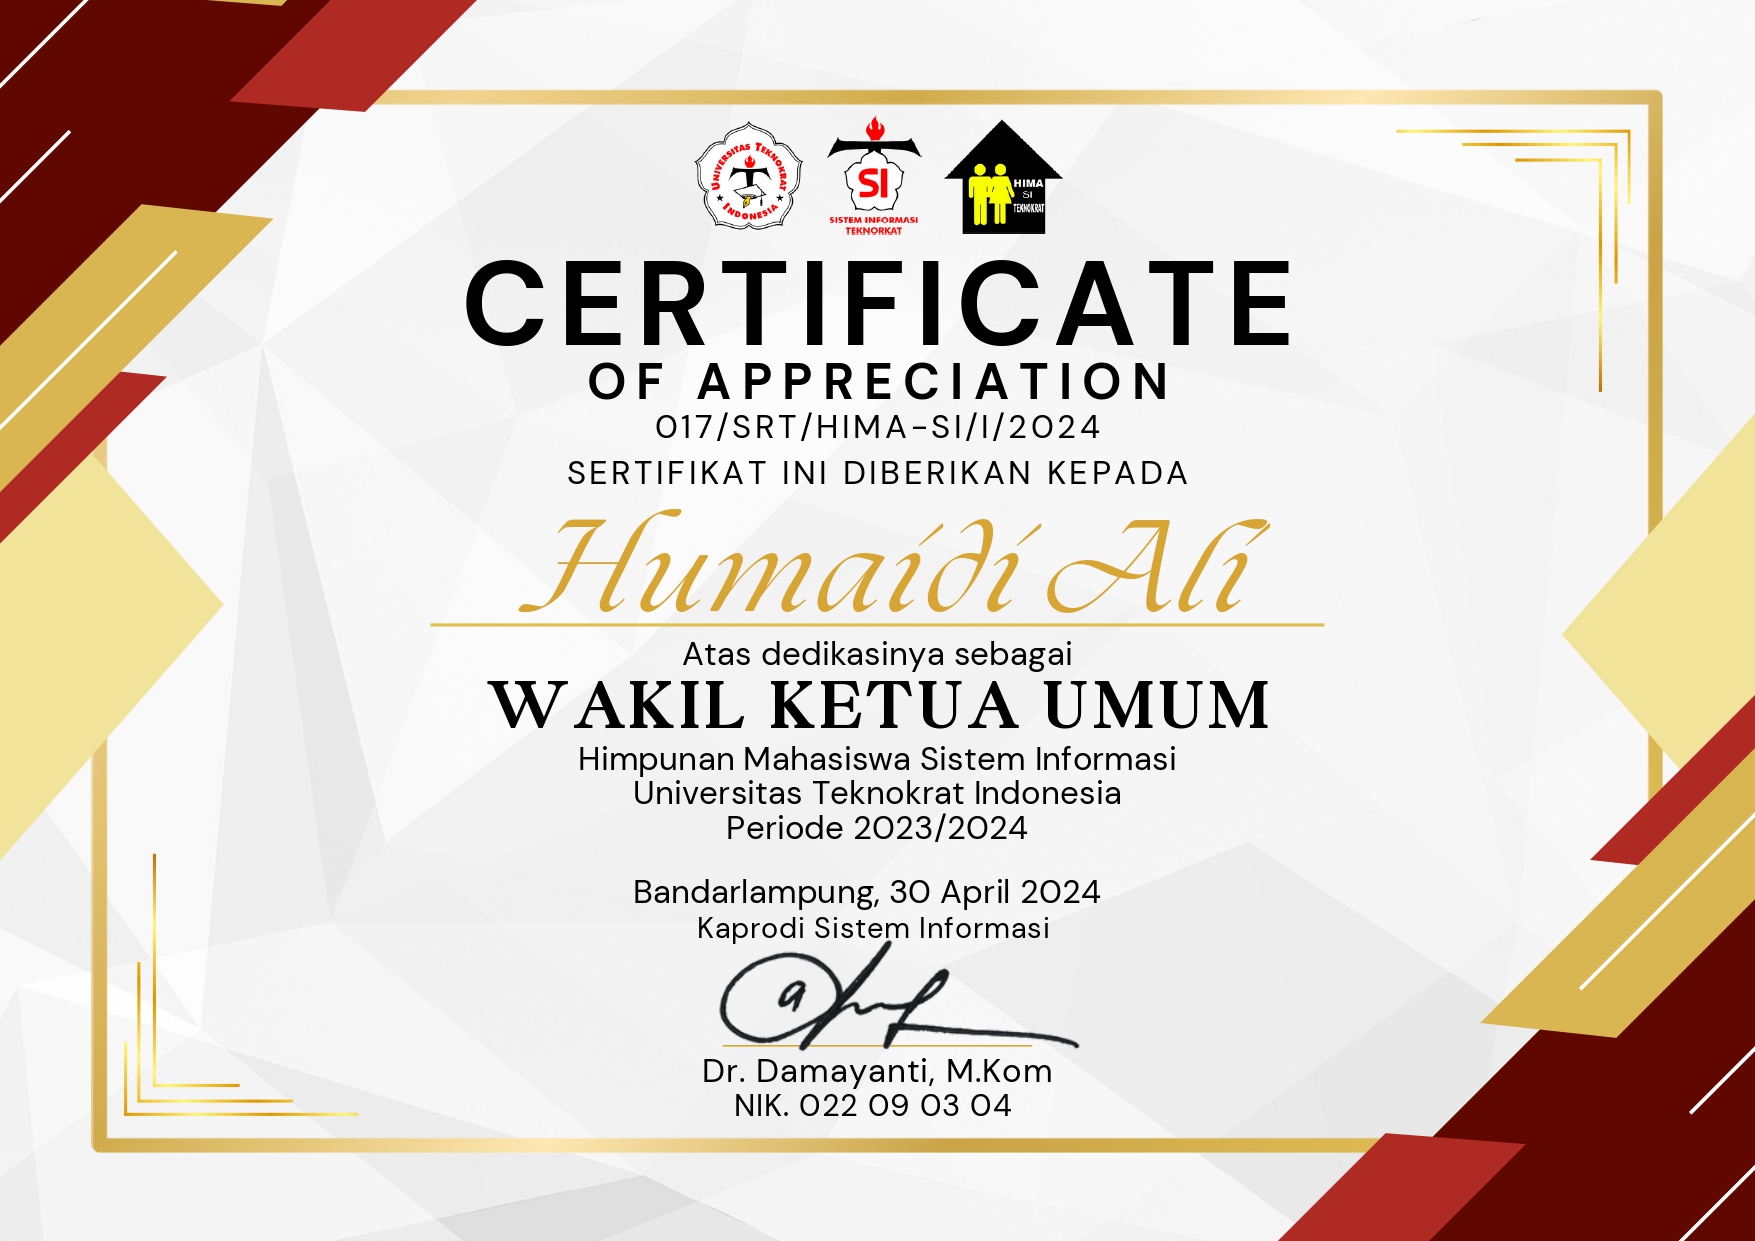 UNIVERSITAS TEKNOKRAT
INDONESIA
SI
SISTEM INFORMASI
TEKNORKAT
HIMA
SI
TEKNOKRAT
CERTIFICATE
OF APPRECIATION
017/SRT/HIMA-SI/I/2024
SERTIFIKAT INI DIBERIKAN KEPADA
Humaidi Ali
Atas dedikasinya sebagai
WAKIL KETUA UMUM
Himpunan Mahasiswa Sistem Informasi
Universitas Teknokrat Indonesia
Periode 2023/2024
Bandarlampung, 30 April 2024
Kaprodi Sistem Informasi
Dr. Damayanti, M.Kom
NIK. 022 09 03 04